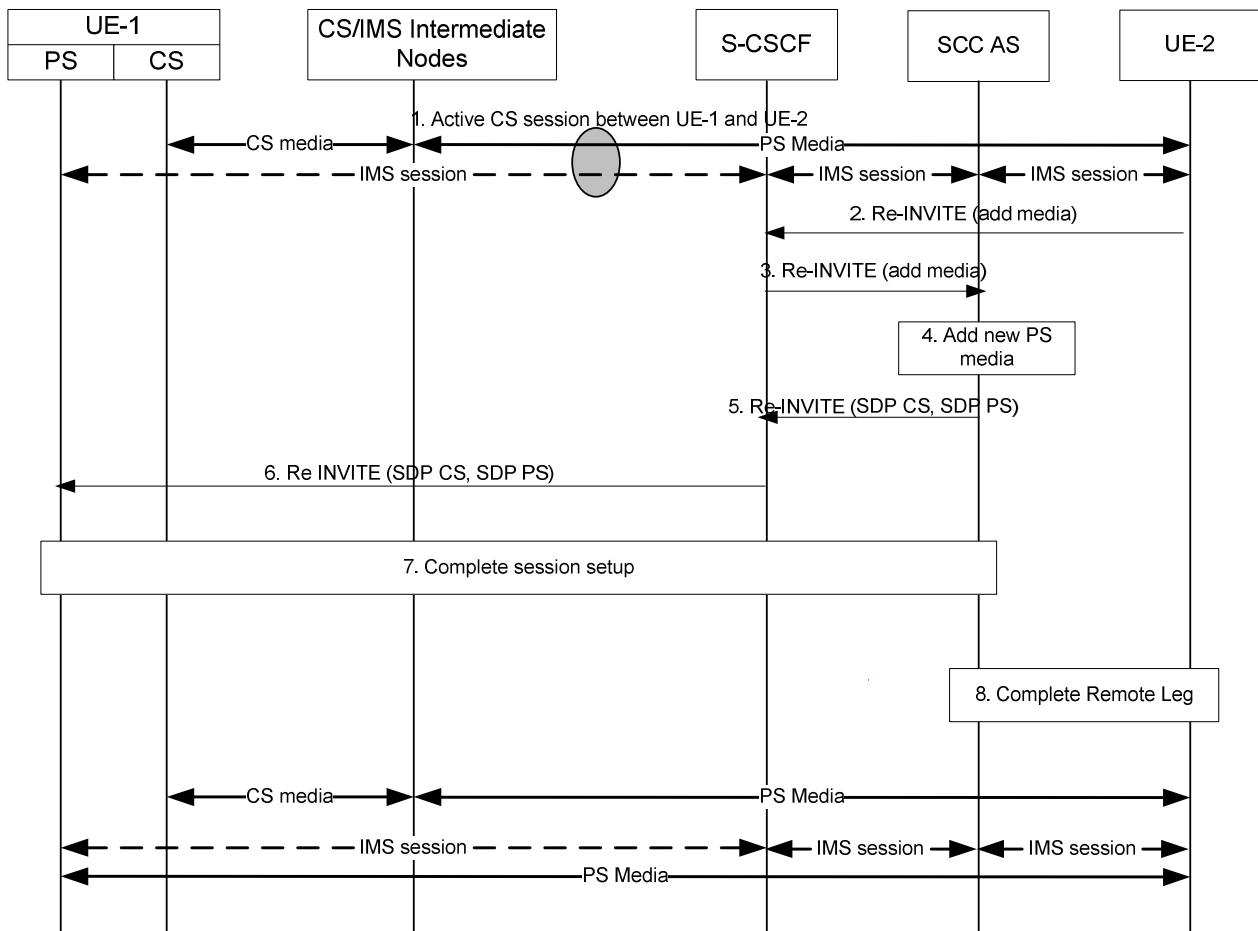 UE-1
PS
CS
CS/IMS Intermediate
Nodes
S-CSCF
SCC AS
UE-2
1. Active CS session between UE-1 and UE-2
CS media
PS Media
IMS session
IMS session
IMS session
2. Re-INVITE (add media)
3. Re-INVITE (add media)
4. Add new PS
media
5. Re-INVITE (SDP CS, SDP PS)
6. Re INVITE (SDP CS, SDP PS)
7. Complete session setup
8. Complete Remote Leg
CS media
PS Media
IMS session
IMS session
IMS session
PS Media